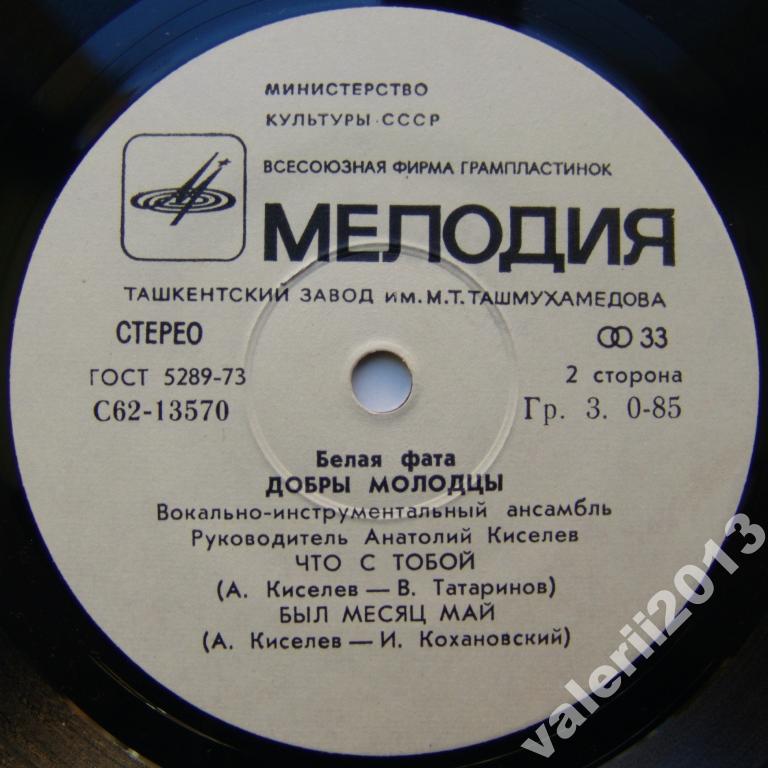 МИНИСТЕРСТВО
КУЛЬТУРЫ СССР
ВСЕСОЮЗНАЯ ФИРМА ГРАМПЛАСТИНОК
МЕЛОДИЯ
ТАШКЕНТСКИЙ ЗАВОД им. М.Т. ТАШМУХАМЕДОВА
СТЕРЕО 33
ГОСТ 5289-73 2 сторона
С62-13570 Гр. 3. 0-85
Белая фата
ДОБРЫ МОЛОДЦЫ
Вокально-инструментальный ансамбль
Руководитель Анатолий Киселев
ЧТО С ТОБОЙ
(А. Киселев — В. Татаринов)
БЫЛ МЕСЯЦ МАЙ
(А. Киселев — И. Кохановский)
valerii2013